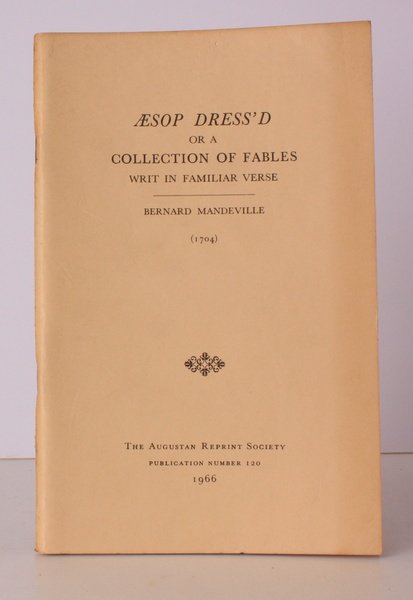 ÆSOP DRESS'D
OR A
COLLECTION OF FABLES
WRIT IN FAMILIAR VERSE
BERNARD MANDEVILLE
(1704)
THE AUGUSTAN REPRINT SOCIETY
PUBLICATION NUMBER 120
1966